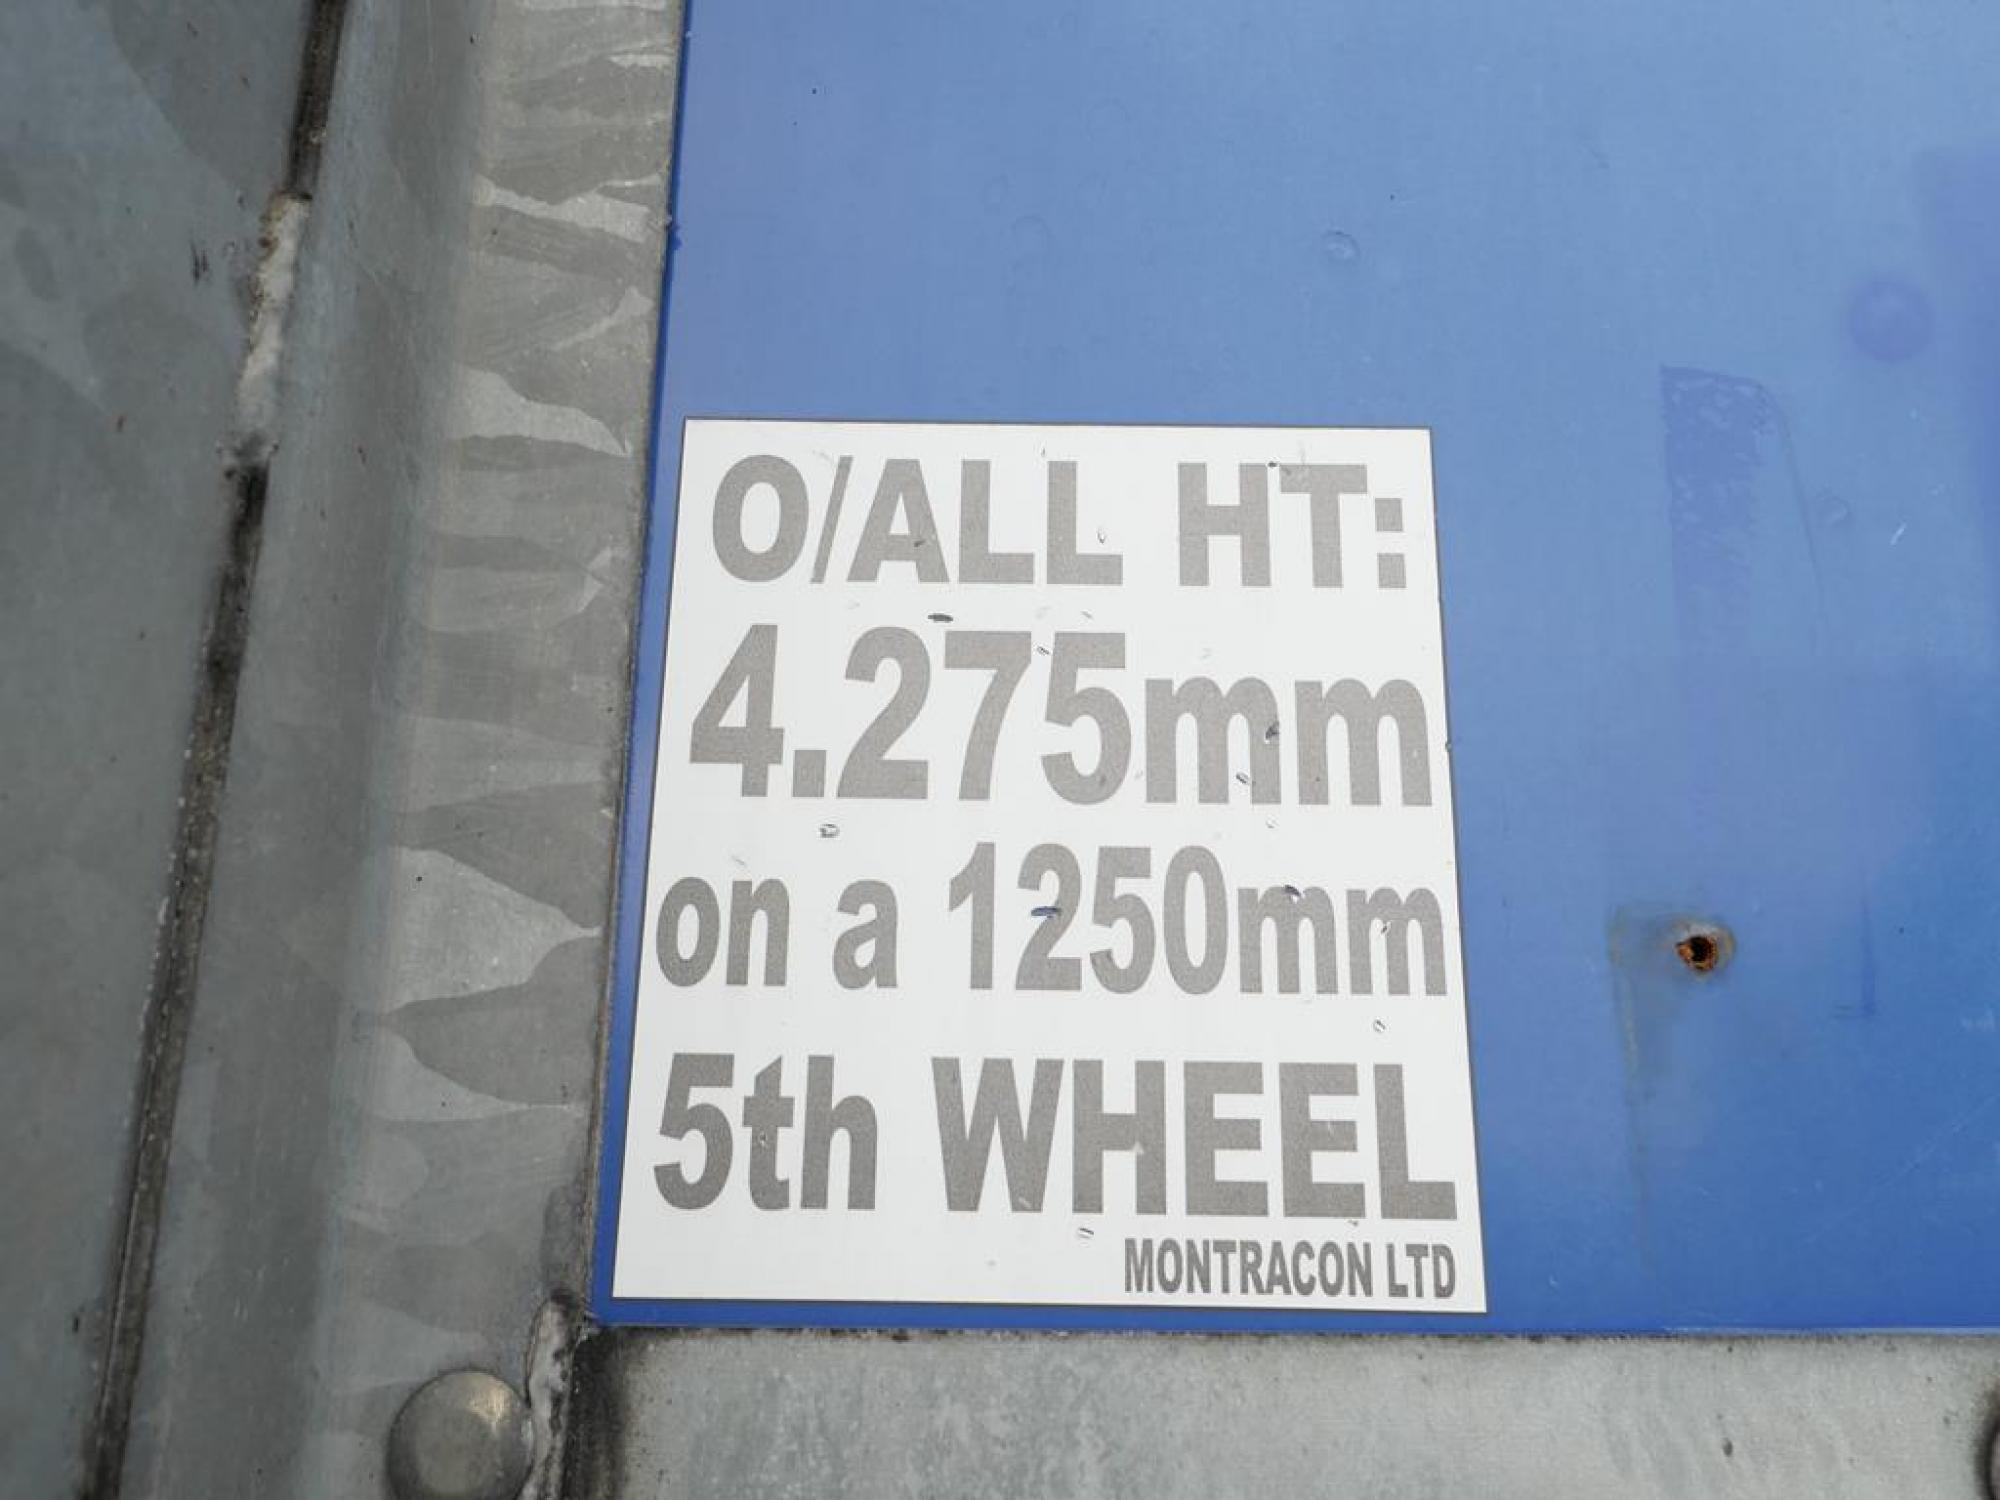 O/ALL HT:
4.275mm
on a 1250mm
5th WHEEL
MONTRACON LTD